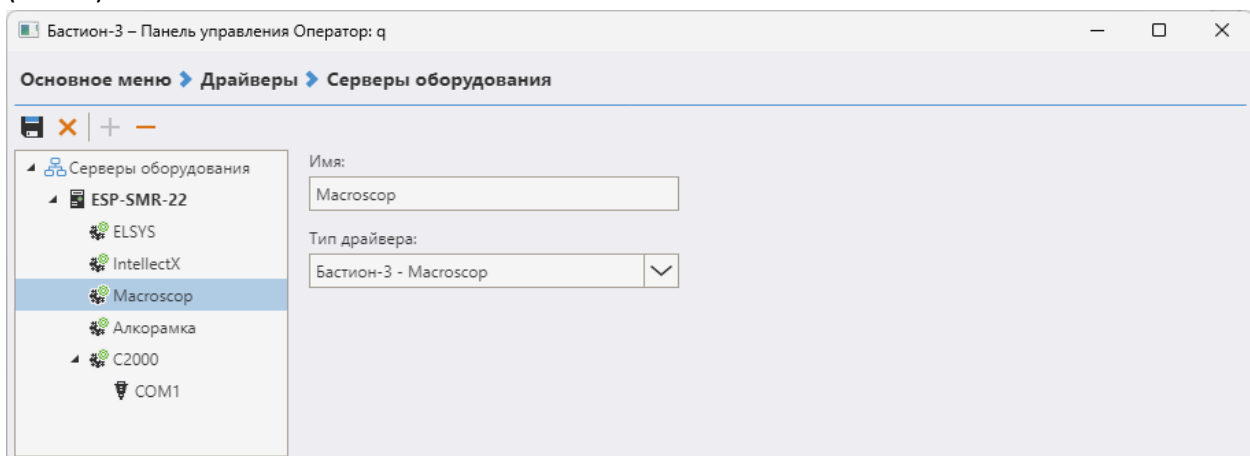 Бастион-3 – Панель управления Оператор: q
Основное меню Драйверы Серверы оборудования
Серверы оборудования
ESP-SMR-22
ELSYS
IntellectX
Macroscop
Алкорамка
C2000
COM1
Имя:
Macroscop
Тип драйвера:
Бастион-3 - Macroscop